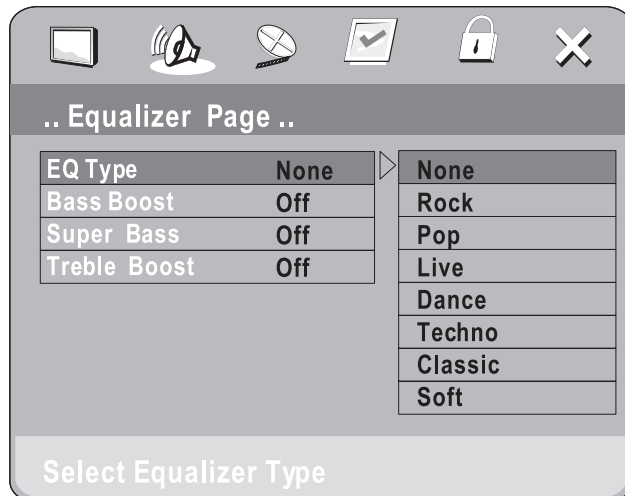 .. Equalizer Page ..
EQ Type None
Bass Boost Off
Super Bass Off
Treble Boost Off
None
Rock
Pop
Live
Dance
Techno
Classic
Soft
Select Equalizer Type